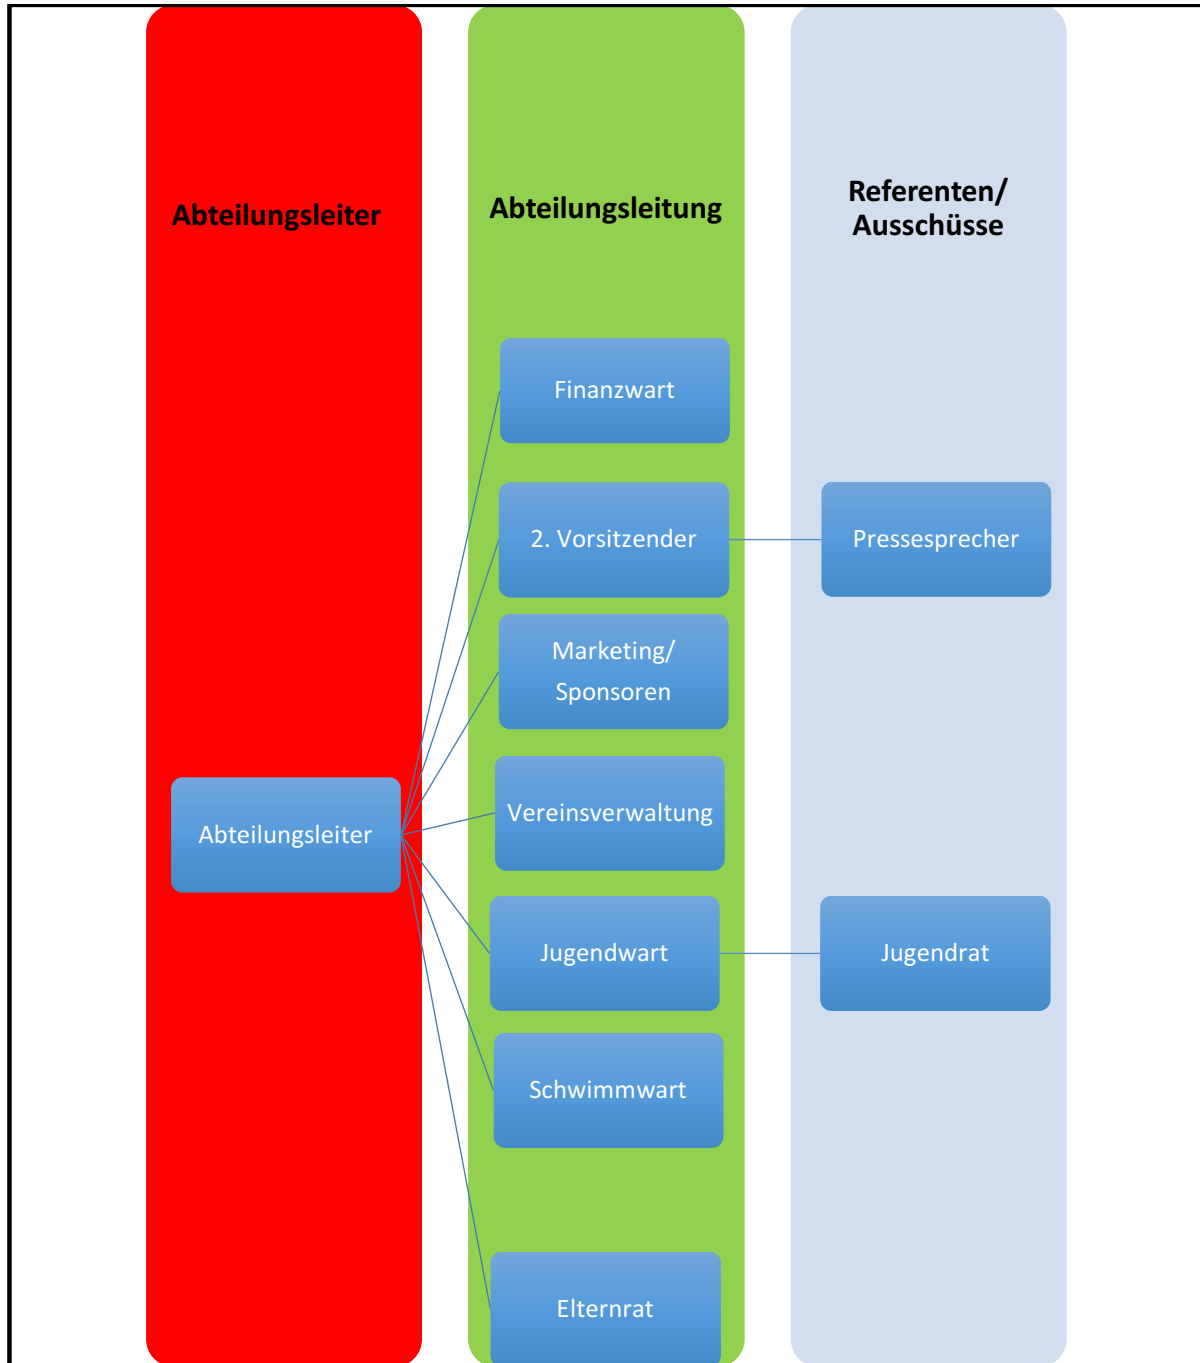 Abteilungsleiter
Abteilungsleitung
Referenten/
Ausschüsse
Finanzwart
2. Vorsitzender
Pressesprecher
Marketing/
Sponsoren
Abteilungsleiter
Vereinsverwaltung
Jugendwart
Jugendrat
Schwimmwart
Elternrat